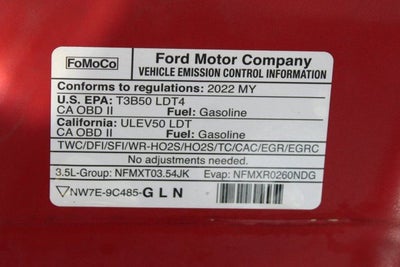 FoMoCo
Ford Motor Company
VEHICLE EMISSION CONTROL INFORMATION
Conforms to regulations: 2022 MY
U.S. EPA: T3B50 LDT4
CA OBD II Fuel: Gasoline
California: ULEV50 LDT
CA OBD II Fuel: Gasoline
TWC/DFI/SFI/WR-HO2S/HO2S/TC/CAC/EGR/EGRC
No adjustments needed.
3.5L-Group: NFMXT03.54JK Evap: NFMXR0260NDG
NW7E-9C485-G L N